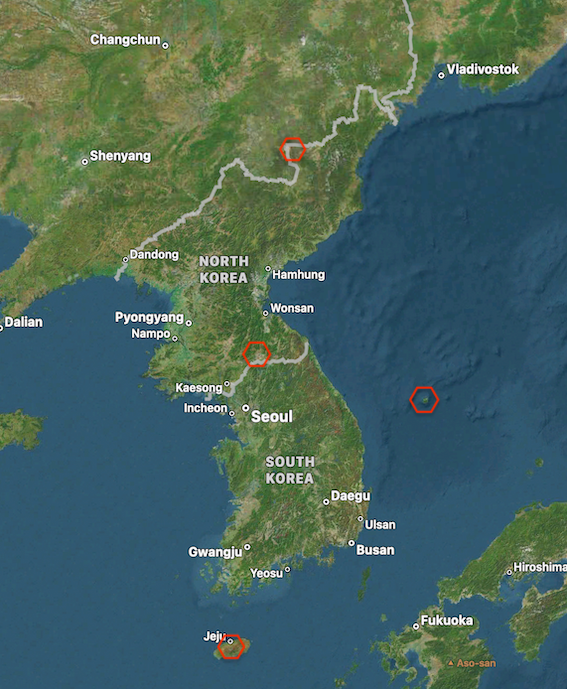 Changchun
Vladivostok
Shenyang
Dandong
NORTH
KOREA
Hamhung
Wonsan
Dalian
Pyongyang
Nampo
Kaesong
Incheon
Seoul
SOUTH
KOREA
Daegu
Ulsan
Gwangju
Busan
Yeosu
Hiroshima
Fukuoka
Jeju
Aso-san